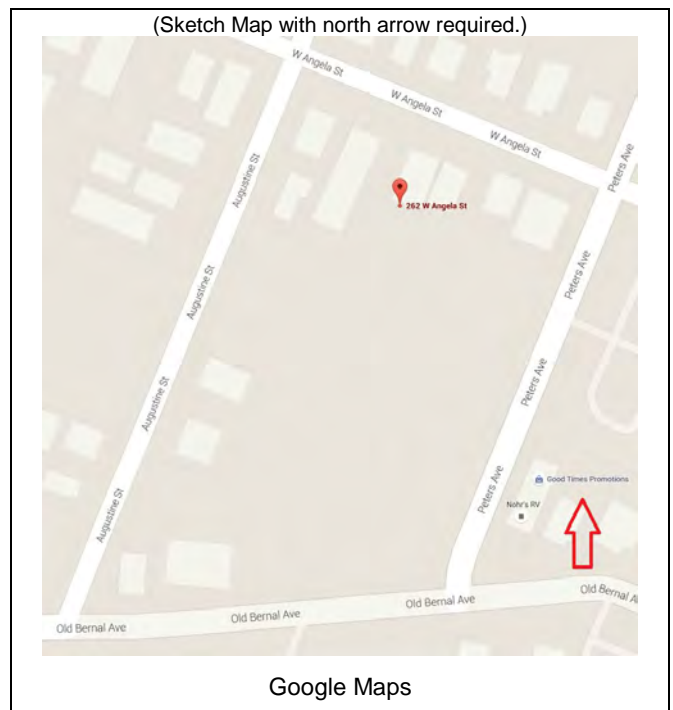 (Sketch Map with north arrow required.)
W Angela St
W Angela St
W Angela St
Augustine St
Peters Ave
262 W Angela St
Peters Ave
Augustine St
Peters Ave
Augustine St
Peters Ave
Good Times Promotions
Nohr's RV
Augustine St
Old Bernal Ave
Old Bernal Ave
Old Bernal Ave
Old Bernal A
Google Maps